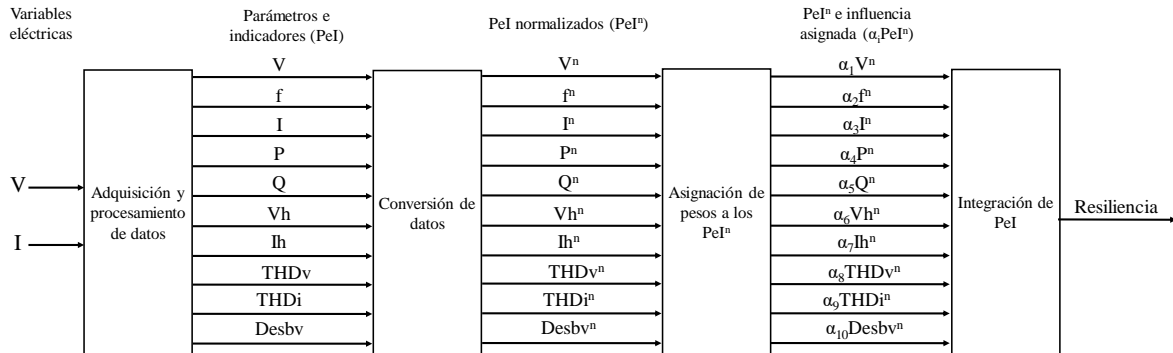 Variables
eléctricas
Parámetros e
indicadores (PeI)
PeI normalizados (PeIⁿ)
PeIⁿ e influencia
asignada (αᵢPeIⁿ)
V
I
Adquisición y
procesamiento
de datos
V
f
I
P
Q
Vh
Ih
THDv
THDi
Desbv
Conversión de
datos
Vⁿ
fⁿ
Iⁿ
Pⁿ
Qⁿ
Vhⁿ
Ihⁿ
THDvⁿ
THDiⁿ
Desbvⁿ
Asignación de
pesos a los
PeIⁿ
α₁Vⁿ
α₂fⁿ
α₃Iⁿ
α₄Pⁿ
α₅Qⁿ
α₆Vhⁿ
α₇Ihⁿ
α₈THDvⁿ
α₉THDiⁿ
α₁₀Desbvⁿ
Integración de
PeI
Resiliencia